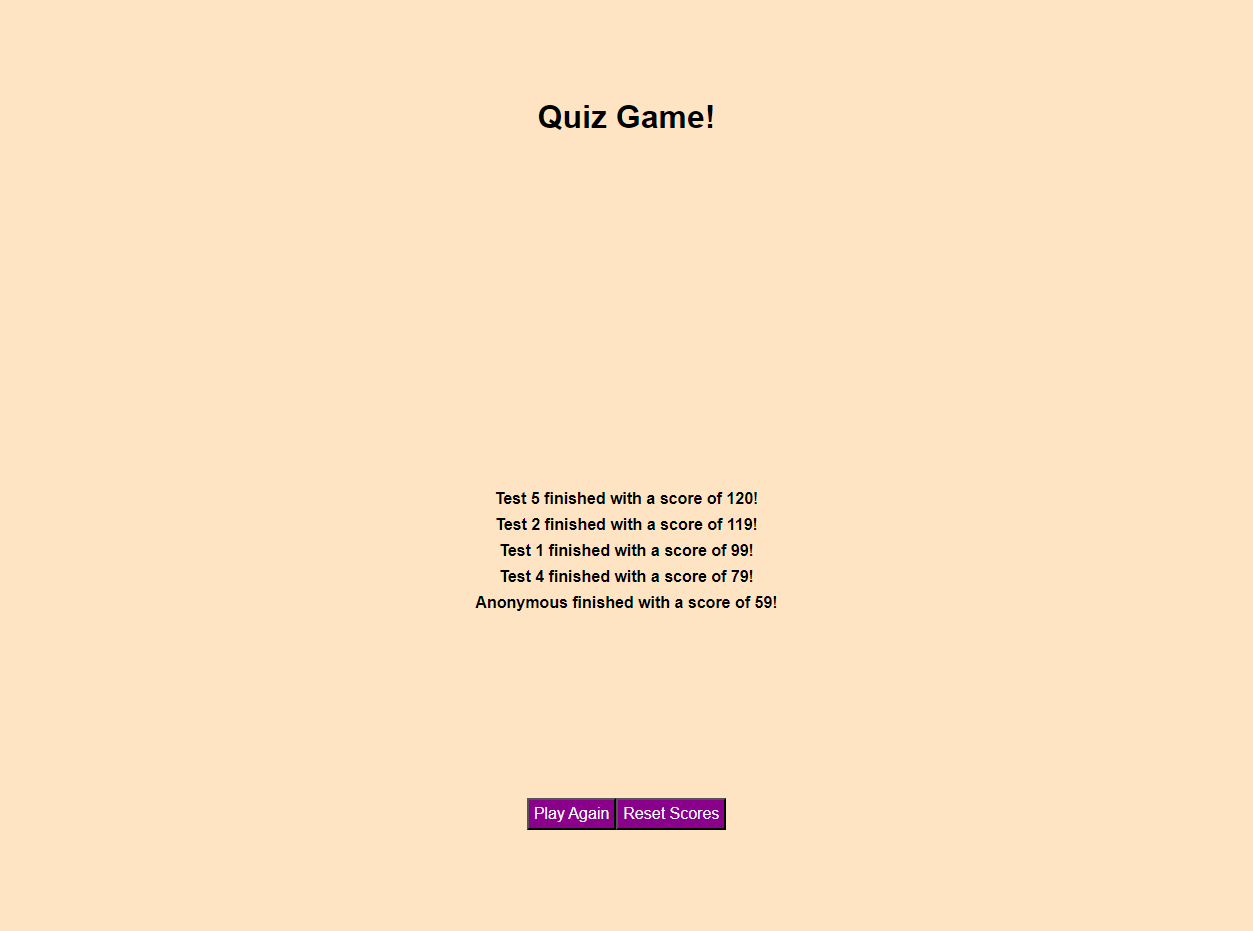 Quiz Game!
Test 5 finished with a score of 120!
Test 2 finished with a score of 119!
Test 1 finished with a score of 99!
Test 4 finished with a score of 79!
Anonymous finished with a score of 59!
Play Again Reset Scores